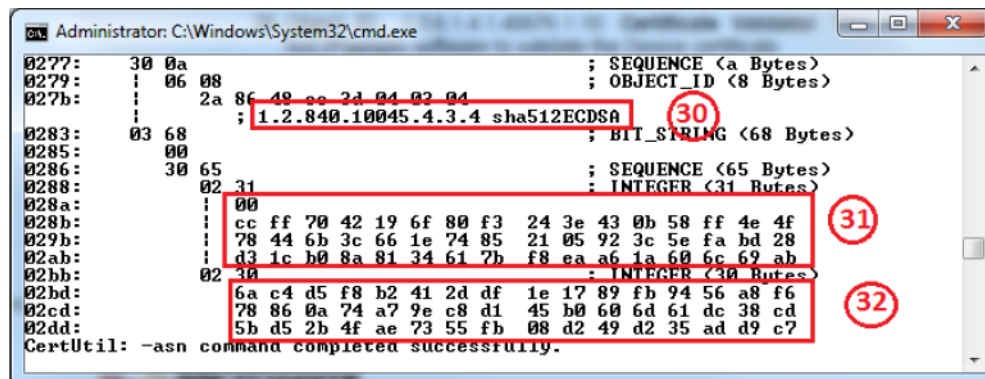 Administrator: C:\Windows\System32\cmd.exe
0277: 30 0a ; SEQUENCE (a Bytes)
0279: | 06 08 ; OBJECT_ID (8 Bytes)
027b: | 2a 86 48 ce 3d 04 03 04
| ; 1.2.840.10045.4.3.4 sha512ECDSA 30
0283: 03 68 ; BIT_STRING (68 Bytes)
0285: 00
0286: 30 65 ; SEQUENCE (65 Bytes)
0288: 02 31 ; INTEGER (31 Bytes)
028a: | 00
028b: | cc ff 70 42 19 6f 80 f3 24 3e 43 0b 58 ff 4e 4f 31
029b: | 78 44 6b 3c 66 1e 74 85 21 05 92 3c 5e fa bd 28
02ab: | d3 1c b0 8a 81 34 61 7b f8 ea a6 1a 60 6c 69 ab
02bb: 02 30 ; INTEGER (30 Bytes)
02bd: 6a c4 d5 f8 b2 41 2d df 1e 17 89 fb 94 56 a8 f6 32
02cd: 78 86 0a 74 a7 9e c8 d1 45 b0 60 6d 61 dc 38 cd
02dd: 5b d5 2b 4f ae 73 55 fb 08 d2 49 d2 35 ad d9 c7
CertUtil: -asn command completed successfully.